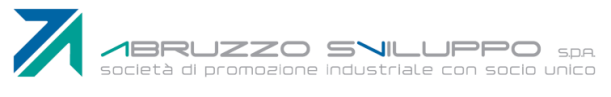 ABRUZZO SVILUPPO s.p.a.
società di promozione industriale con socio unico